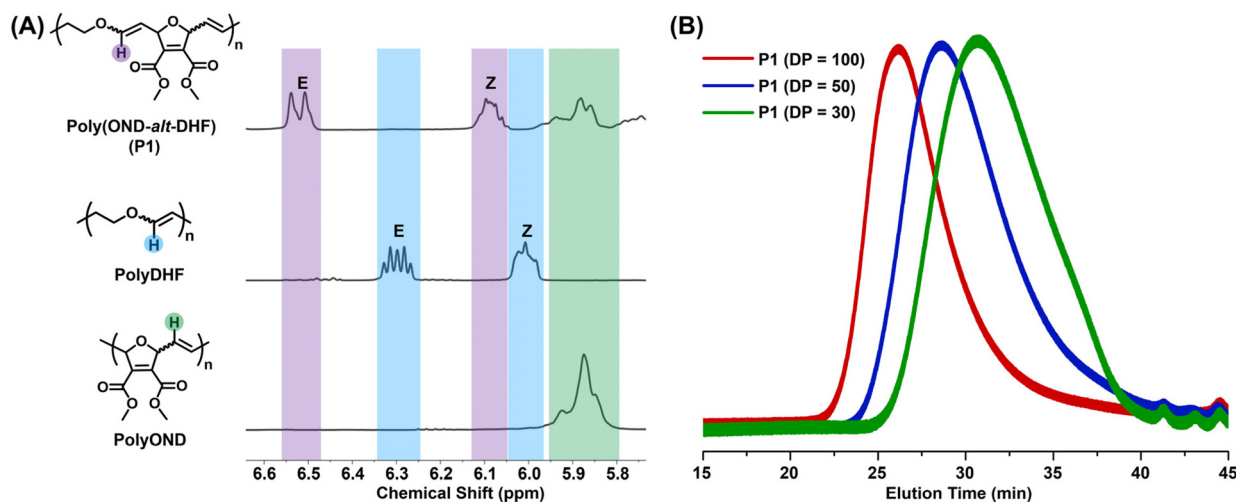 (A)
O
O
n
H
O
O
O
O
Poly(OND-alt-DHF)
(P1)
E
Z
O
n
H
PolyDHF
E
Z
H
O
n
O
O
O
O
PolyOND
6.6 6.5 6.4 6.3 6.2 6.1 6.0 5.9 5.8
Chemical Shift (ppm)
(B)
P1 (DP = 100)
P1 (DP = 50)
P1 (DP = 30)
15 20 25 30 35 40 45
Elution Time (min)